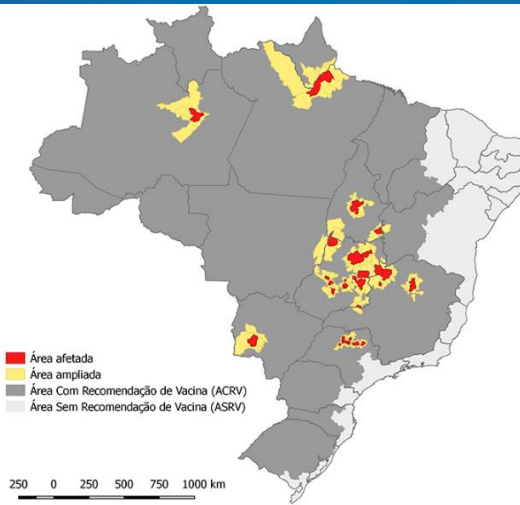 Área afetada
Área ampliada
Área Com Recomendação de Vacina (ACRV)
Área Sem Recomendação de Vacina (ASRV)
250 0 250 500 750 1000 km